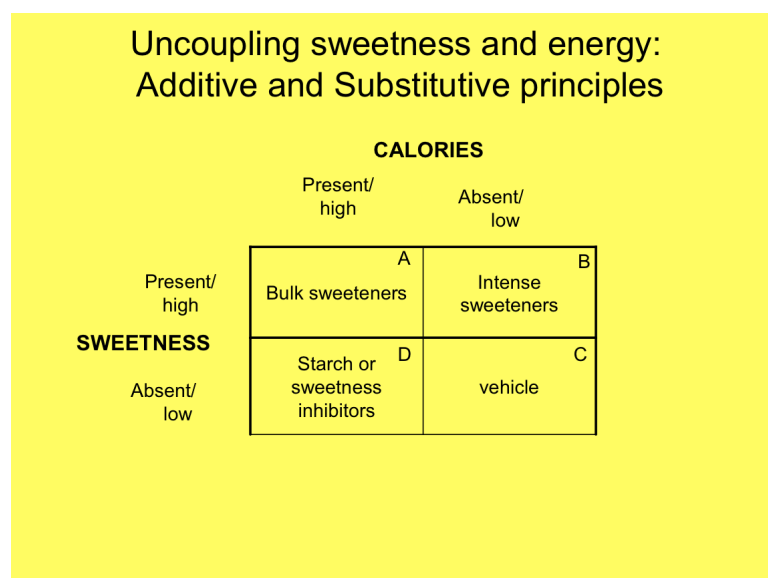 Uncoupling sweetness and energy:
Additive and Substitutive principles
CALORIES
Present/
high
Absent/
low
Present/
high
SWEETNESS
Absent/
low
A
Bulk sweeteners
B
Intense
sweeteners
D
Starch or
sweetness
inhibitors
C
vehicle